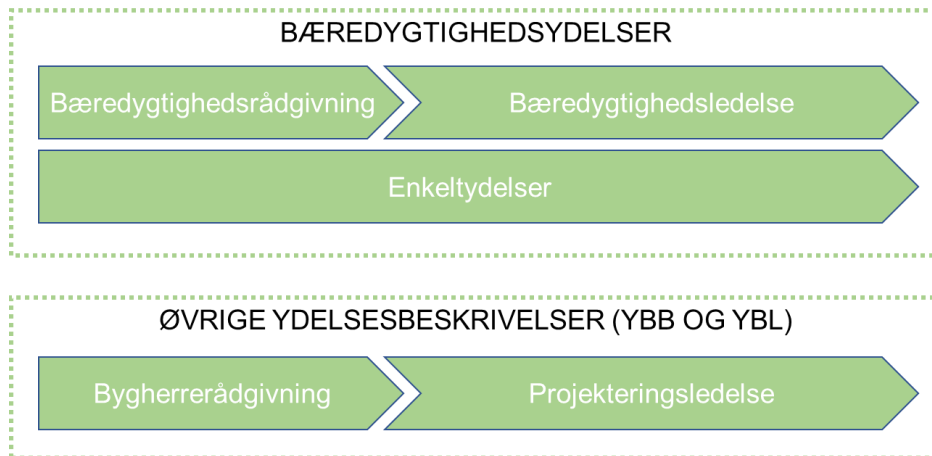 BÆREDYGTIGHEDSYDELSER
Bæredygtighedsrådgivning
Bæredygtighedsledelse
Enkeltydelser
ØVRIGE YDELSESBESKRIVELSER (YBB OG YBL)
Bygherrerådgivning
Projekteringsledelse